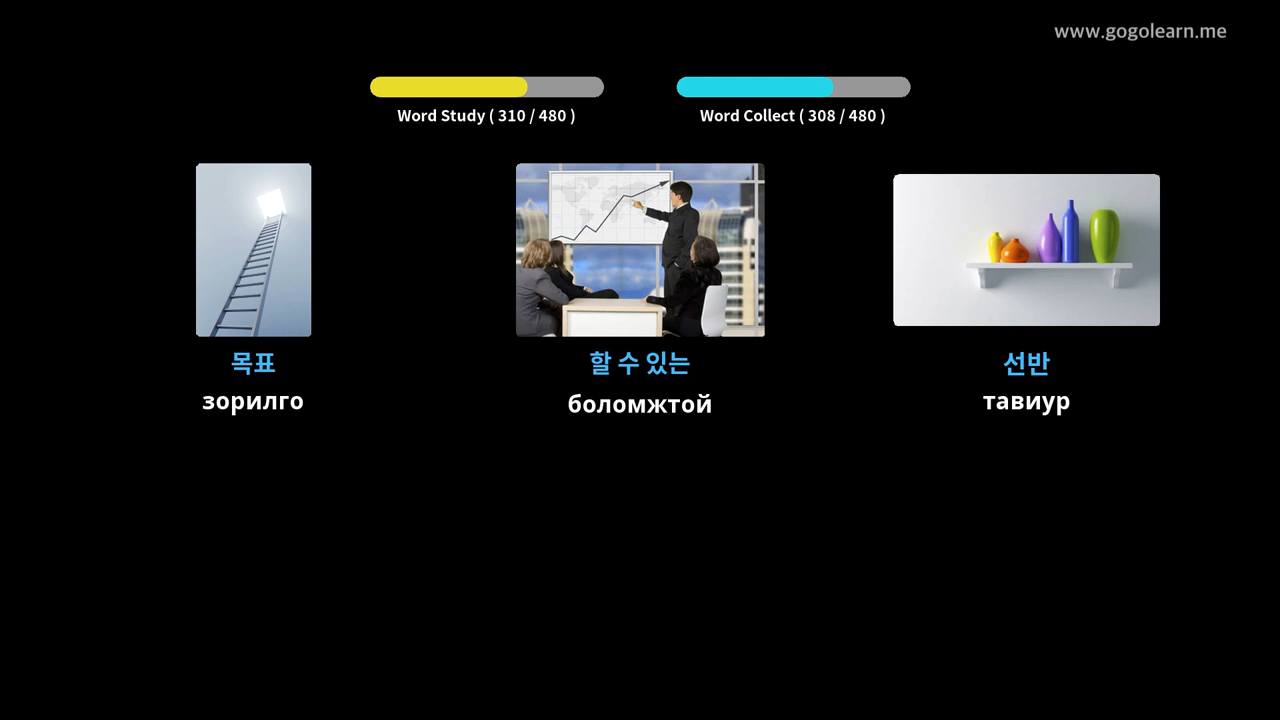 www.gogolearn.me
Word Study ( 310 / 480 )
Word Collect ( 308 / 480 )
목표
할 수 있는
선반
зорилго
боломжтой
тавиур